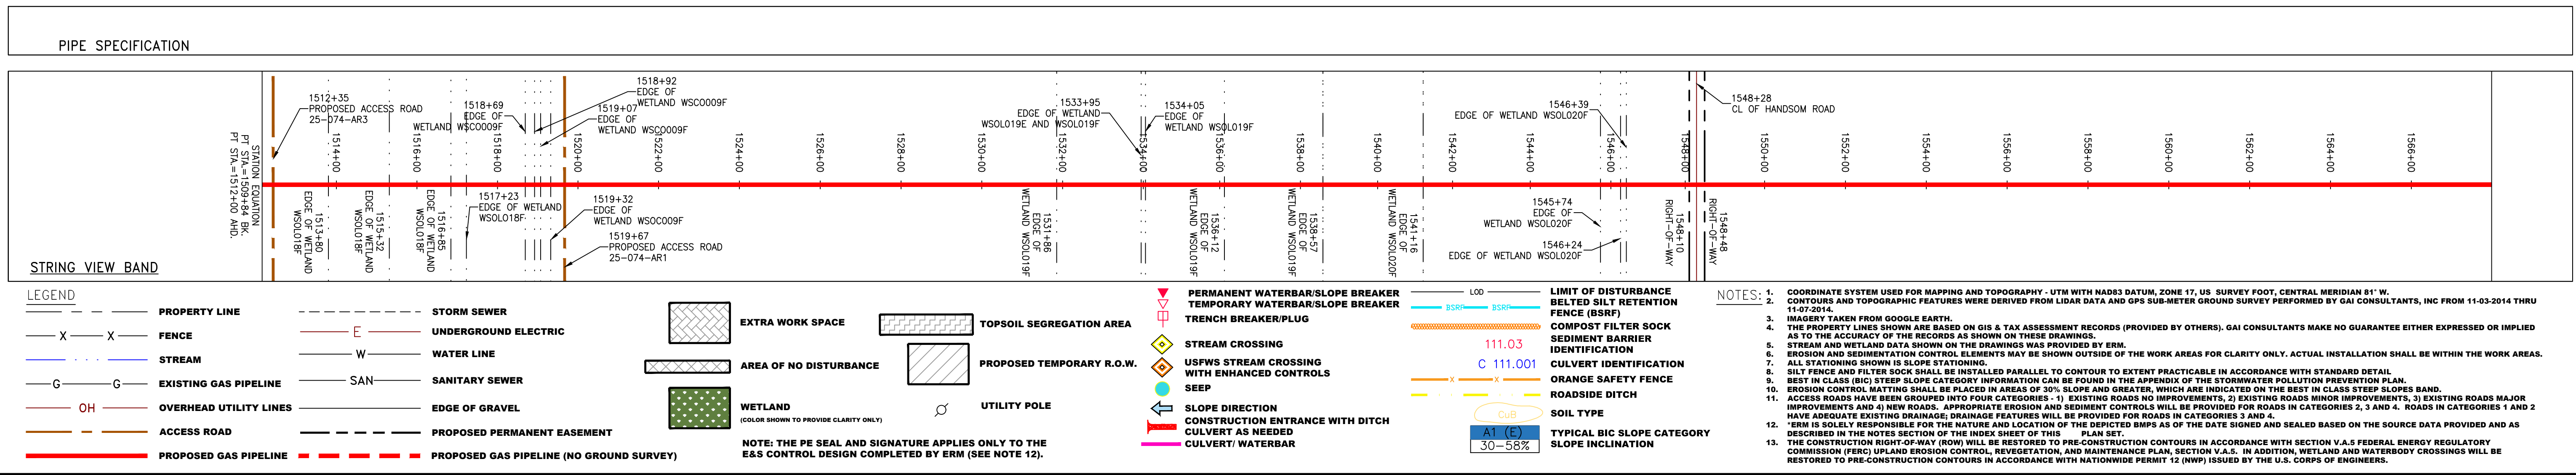 PIPE SPECIFICATION
STATION EQUATION
PT STA.=1509+84 BK.
PT STA.=1512+00 AHD.
1512+35
PROPOSED ACCESS ROAD
25-074-AR3
1518+69
EDGE OF
WETLAND WSCO009F
1518+92
EDGE OF
WETLAND WSCO009F
1519+07
EDGE OF
WETLAND WSCO009F
EDGE OF WETLAND
WSOL019E AND WSOL019F
1533+95
1534+05
EDGE OF
WETLAND WSOL019F
1546+39
EDGE OF WETLAND WSOL020F
1548+28
CL OF HANDSOM ROAD
1514+00
1516+00
1518+00
1520+00
1522+00
1524+00
1526+00
1528+00
1530+00
1532+00
1534+00
1536+00
1538+00
1540+00
1542+00
1544+00
1546+00
1548+00
1550+00
1552+00
1554+00
1556+00
1558+00
1560+00
1562+00
1564+00
1566+00
1513+80
EDGE OF WETLAND
WSOL018F
1515+32
EDGE OF WETLAND
WSOL018F
1516+85
EDGE OF WETLAND
WSOL018F
1517+23
EDGE OF WETLAND
WSOL018F
1519+32
EDGE OF
WETLAND WSOC009F
1519+67
PROPOSED ACCESS ROAD
25-074-AR1
1531+86
EDGE OF
WETLAND WSOL019F
1536+12
EDGE OF
WETLAND WSOL019F
1538+57
EDGE OF
WETLAND WSOL019F
1541+16
EDGE OF
WETLAND WSOL020F
1545+74
EDGE OF
WETLAND WSOL020F
1546+24
EDGE OF WETLAND WSOL020F
1548+10
RIGHT-OF-WAY
1548+48
RIGHT-OF-WAY
STRING VIEW BAND
LEGEND
PROPERTY LINE
X X FENCE
STREAM
G G EXISTING GAS PIPELINE
OH OVERHEAD UTILITY LINES
ACCESS ROAD
PROPOSED GAS PIPELINE
STORM SEWER
E UNDERGROUND ELECTRIC
W WATER LINE
SAN SANITARY SEWER
EDGE OF GRAVEL
PROPOSED PERMANENT EASEMENT
PROPOSED GAS PIPELINE (NO GROUND SURVEY)
EXTRA WORK SPACE
AREA OF NO DISTURBANCE
WETLAND
(COLOR SHOWN TO PROVIDE CLARITY ONLY)
TOPSOIL SEGREGATION AREA
PROPOSED TEMPORARY R.O.W.
UTILITY POLE
NOTE: THE PE SEAL AND SIGNATURE APPLIES ONLY TO THE
E&S CONTROL DESIGN COMPLETED BY ERM (SEE NOTE 12).
PERMANENT WATERBAR/SLOPE BREAKER
TEMPORARY WATERBAR/SLOPE BREAKER
TRENCH BREAKER/PLUG
STREAM CROSSING
USFWS STREAM CROSSING
WITH ENHANCED CONTROLS
SEEP
SLOPE DIRECTION
CONSTRUCTION ENTRANCE WITH DITCH
CULVERT AS NEEDED
CULVERT/ WATERBAR
LOD LIMIT OF DISTURBANCE
BSRF BSRF BELTED SILT RETENTION
FENCE (BSRF)
COMPOST FILTER SOCK
111.03 SEDIMENT BARRIER
IDENTIFICATION
C 111.001 CULVERT IDENTIFICATION
X X ORANGE SAFETY FENCE
ROADSIDE DITCH
CuB SOIL TYPE
A1 (E) TYPICAL BIC SLOPE CATEGORY
30-58% SLOPE INCLINATION
NOTES:
1. COORDINATE SYSTEM USED FOR MAPPING AND TOPOGRAPHY - UTM WITH NAD83 DATUM, ZONE 17, US SURVEY FOOT, CENTRAL MERIDIAN 81° W.
2. CONTOURS AND TOPOGRAPHIC FEATURES WERE DERIVED FROM LIDAR DATA AND GPS SUB-METER GROUND SURVEY PERFORMED BY GAI CONSULTANTS, INC FROM 11-03-2014 THRU
11-07-2014.
3. IMAGERY TAKEN FROM GOOGLE EARTH.
4. THE PROPERTY LINES SHOWN ARE BASED ON GIS & TAX ASSESSMENT RECORDS (PROVIDED BY OTHERS). GAI CONSULTANTS MAKE NO GUARANTEE EITHER EXPRESSED OR IMPLIED
AS TO THE ACCURACY OF THE RECORDS AS SHOWN ON THESE DRAWINGS.
5. STREAM AND WETLAND DATA SHOWN ON THE DRAWINGS WAS PROVIDED BY ERM.
6. EROSION AND SEDIMENTATION CONTROL ELEMENTS MAY BE SHOWN OUTSIDE OF THE WORK AREAS FOR CLARITY ONLY. ACTUAL INSTALLATION SHALL BE WITHIN THE WORK AREAS.
7. ALL STATIONING SHOWN IS SLOPE STATIONING.
8. SILT FENCE AND FILTER SOCK SHALL BE INSTALLED PARALLEL TO CONTOUR TO EXTENT PRACTICABLE IN ACCORDANCE WITH STANDARD DETAIL
9. BEST IN CLASS (BIC) STEEP SLOPE CATEGORY INFORMATION CAN BE FOUND IN THE APPENDIX OF THE STORMWATER POLLUTION PREVENTION PLAN.
10. EROSION CONTROL MATTING SHALL BE PLACED IN AREAS OF 30% SLOPE AND GREATER, WHICH ARE INDICATED ON THE BEST IN CLASS STEEP SLOPES BAND.
11. ACCESS ROADS HAVE BEEN GROUPED INTO FOUR CATEGORIES - 1) EXISTING ROADS NO IMPROVEMENTS, 2) EXISTING ROADS MINOR IMPROVEMENTS, 3) EXISTING ROADS MAJOR
IMPROVEMENTS AND 4) NEW ROADS. APPROPRIATE EROSION AND SEDIMENT CONTROLS WILL BE PROVIDED FOR ROADS IN CATEGORIES 2, 3 AND 4. ROADS IN CATEGORIES 1 AND 2
HAVE ADEQUATE EXISTING DRAINAGE; DRAINAGE FEATURES WILL BE PROVIDED FOR ROADS IN CATEGORIES 3 AND 4.
12. *ERM IS SOLELY RESPONSIBLE FOR THE NATURE AND LOCATION OF THE DEPICTED BMPS AS OF THE DATE SIGNED AND SEALED BASED ON THE SOURCE DATA PROVIDED AND AS
DESCRIBED IN THE NOTES SECTION OF THE INDEX SHEET OF THIS PLAN SET.
13. THE CONSTRUCTION RIGHT-OF-WAY (ROW) WILL BE RESTORED TO PRE-CONSTRUCTION CONTOURS IN ACCORDANCE WITH SECTION V.A.5 FEDERAL ENERGY REGULATORY
COMMISSION (FERC) UPLAND EROSION CONTROL, REVEGETATION, AND MAINTENANCE PLAN, SECTION V.A.5. IN ADDITION, WETLAND AND WATERBODY CROSSINGS WILL BE
RESTORED TO PRE-CONSTRUCTION CONTOURS IN ACCORDANCE WITH NATIONWIDE PERMIT 12 (NWP) ISSUED BY THE U.S. CORPS OF ENGINEERS.